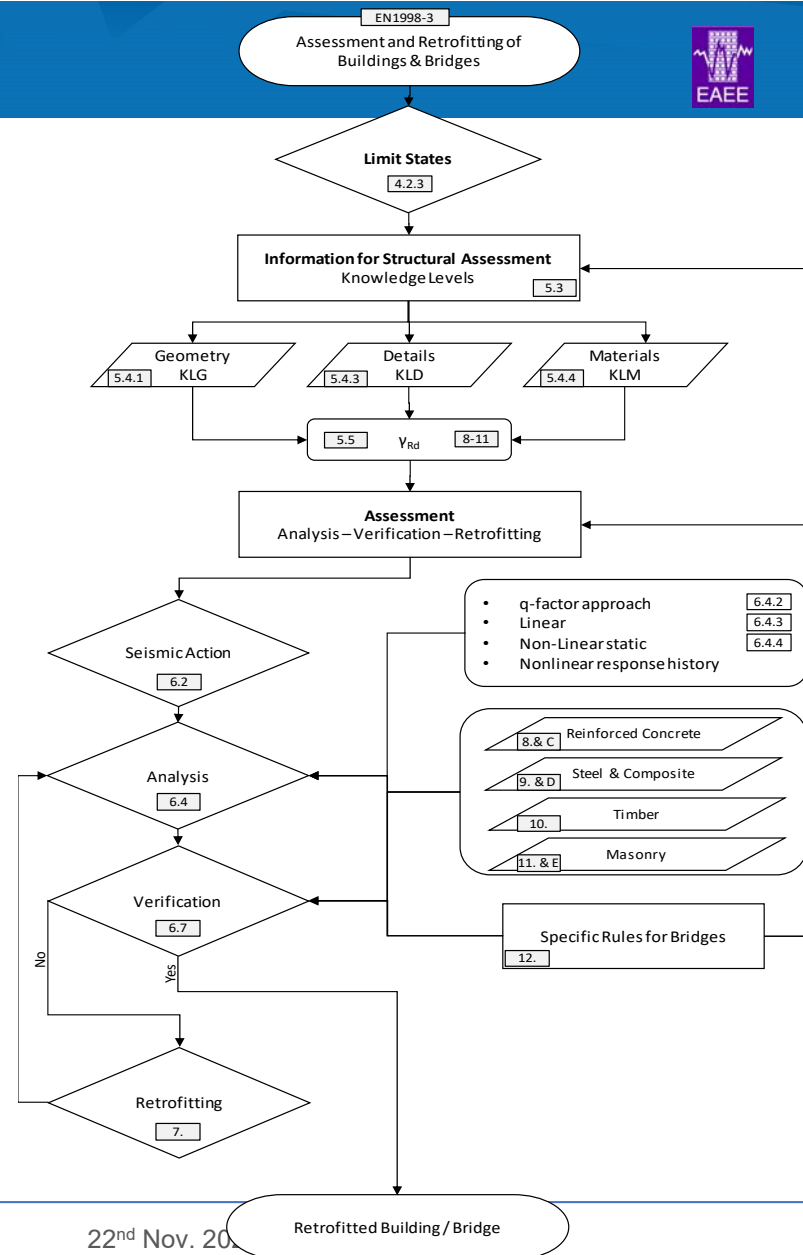 EN1998-3
Assessment and Retrofitting of
Buildings & Bridges
EAEE
Limit States
4.2.3
Information for Structural Assessment
Knowledge Levels
5.3
Geometry
KLG
5.4.1
Details
KLD
5.4.3
Materials
KLM
5.4.4
5.5 γRd 8-11
Assessment
Analysis – Verification – Retrofitting
Seismic Action
6.2
• q-factor approach 6.4.2
• Linear 6.4.3
• Non-Linear static 6.4.4
• Nonlinear response history
Analysis
6.4
8.& C Reinforced Concrete
9. & D Steel & Composite
10. Timber
11. & E Masonry
Verification
6.7
Specific Rules for Bridges
12.
No
Yes
Retrofitting
7.
Retrofitted Building / Bridge
22nd Nov.